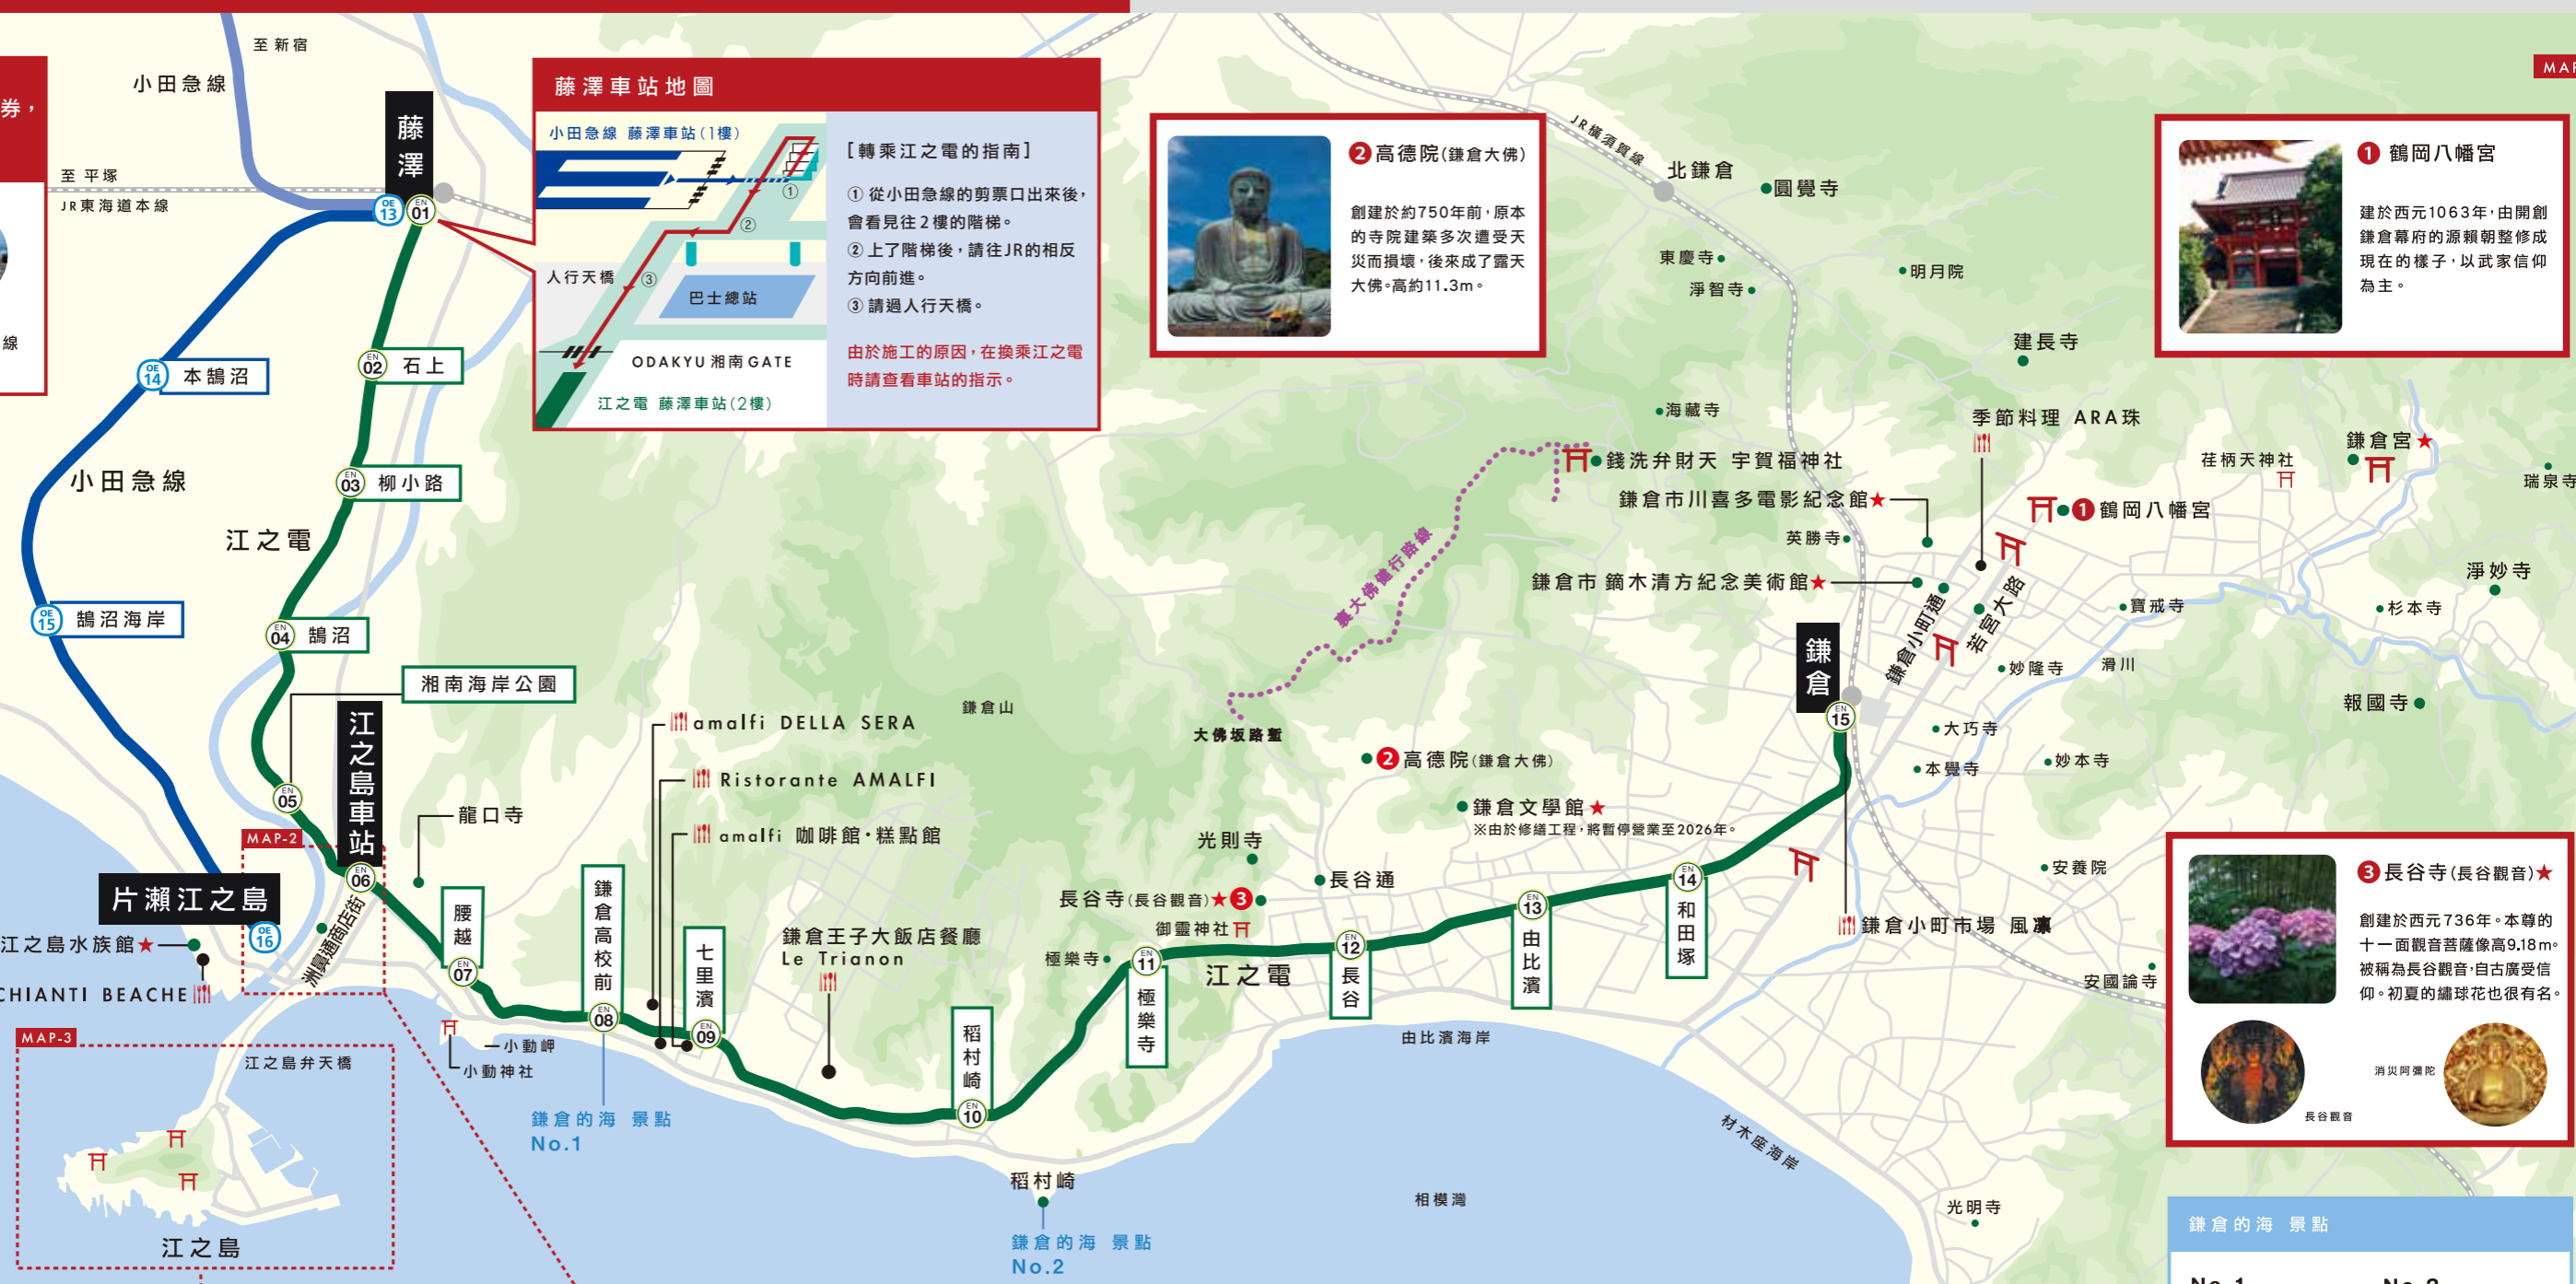 至 新宿
小田急線
券，
至 平塚
JR東海道本線
線
藤澤
OE
13
EN
01
藤澤車站地圖
小田急線 藤澤車站(1樓)
①
②
人行天橋
③
巴士總站
ODAKYU 湘南 GATE
江之電 藤澤車站(2樓)
[轉乘江之電的指南]
① 從小田急線的剪票口出來後，
會看見往2樓的階梯。
② 上了階梯後，請往JR的相反
方向前進。
③ 請過人行天橋。
由於施工的原因，在換乘江之電
時請查看車站的指示。
2 高德院(鎌倉大佛)
創建於約750年前，原本
的寺院建築多次遭受天
災而損壞，後來成了露天
大佛。高約11.3m。
1 鶴岡八幡宮
建於西元1063年，由開創
鎌倉幕府的源賴朝整修成
現在的樣子，以武家信仰
為主。
MAP
JR橫須賀線
北鎌倉
圓覺寺
東慶寺
淨智寺
明月院
建長寺
OE
14
本鵠沼
EN
02
石上
海藏寺
季節料理 ARA珠
荏柄天神社
鎌倉宮★
瑞泉寺
小田急線
EN
03
柳小路
江之電
錢洗弁財天 宇賀福神社
鎌倉市川喜多電影紀念館★
1 鶴岡八幡宮
英勝寺
裏大佛健行路線
鎌倉市 鏑木清方紀念美術館★
淨妙寺
寶戒寺
杉本寺
OE
15
鵠沼海岸
EN
04
鵠沼
鎌倉
EN
15
鎌倉小町通
若宮大路
妙隆寺
滑川
報國寺
湘南海岸公園
EN
05
江之島車站
鎌倉山
amalfi DELLA SERA
Ristorante AMALFI
amalfi 咖啡館·糕點館
大佛坂路塹
2 高德院(鎌倉大佛)
大巧寺
本覺寺
妙本寺
鎌倉文學館★
※由於修繕工程，將暫停營業至2026年。
龍口寺
MAP-2
EN
06
光則寺
長谷通
長谷寺(長谷觀音)★3
御靈神社
極樂寺
安養院
片瀨江之島
OE
16
江之島水族館★
CHIANTI BEACHE
洲鼻通商店街
腰越
EN
07
鎌倉高校前
EN
08
七里濱
EN
09
鎌倉王子大飯店餐廳
Le Trianon
稻村崎
EN
10
EN
11
極樂寺
江之電
EN
12
長谷
EN
13
由比濱
EN
14
和田塚
鎌倉小町市場 風凛
安國論寺
3 長谷寺(長谷觀音)★
創建於西元736年。本尊的
十一面觀音菩薩像高9.18m。
被稱為長谷觀音，自古廣受信
仰。初夏的繡球花也很有名。
消災阿彌陀
長谷觀音
MAP-3
江之島弁天橋
小動岬
小動神社
由比濱海岸
材木座海岸
鎌倉的海 景點
No.1
稻村崎
相模灣
光明寺
江之島
鎌倉的海 景點
No.2
鎌倉的海 景點
No.1
No.2